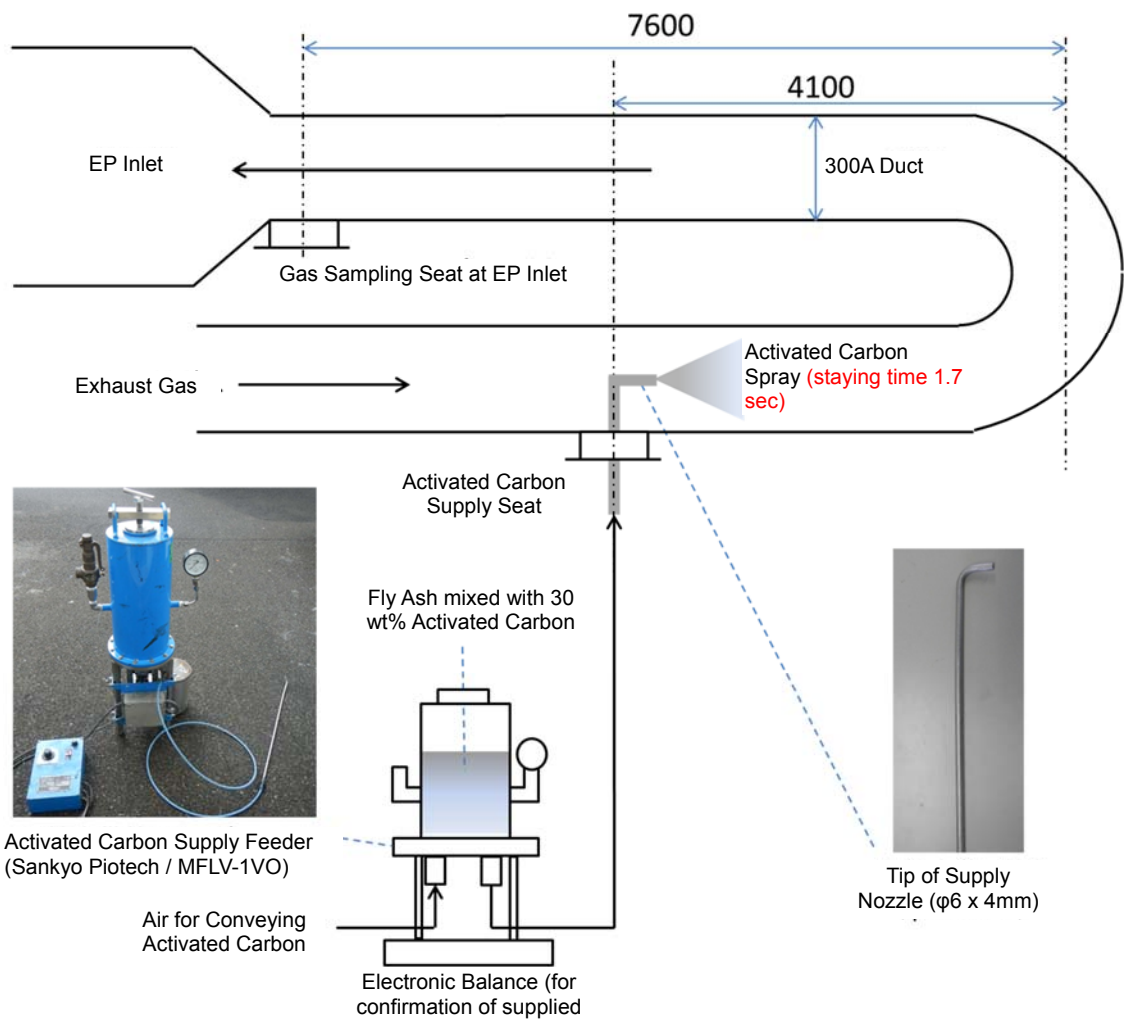 7600
4100
EP Inlet
300A Duct
Gas Sampling Seat at EP Inlet
Activated Carbon
Spray (staying time 1.7
sec)
Exhaust Gas
Activated Carbon
Supply Seat
Fly Ash mixed with 30
wt% Activated Carbon
Activated Carbon Supply Feeder
(Sankyo Piotech / MFLV-1VO)
Tip of Supply
Nozzle (φ6 x 4mm)
Air for Conveying
Activated Carbon
Electronic Balance (for
confirmation of supplied